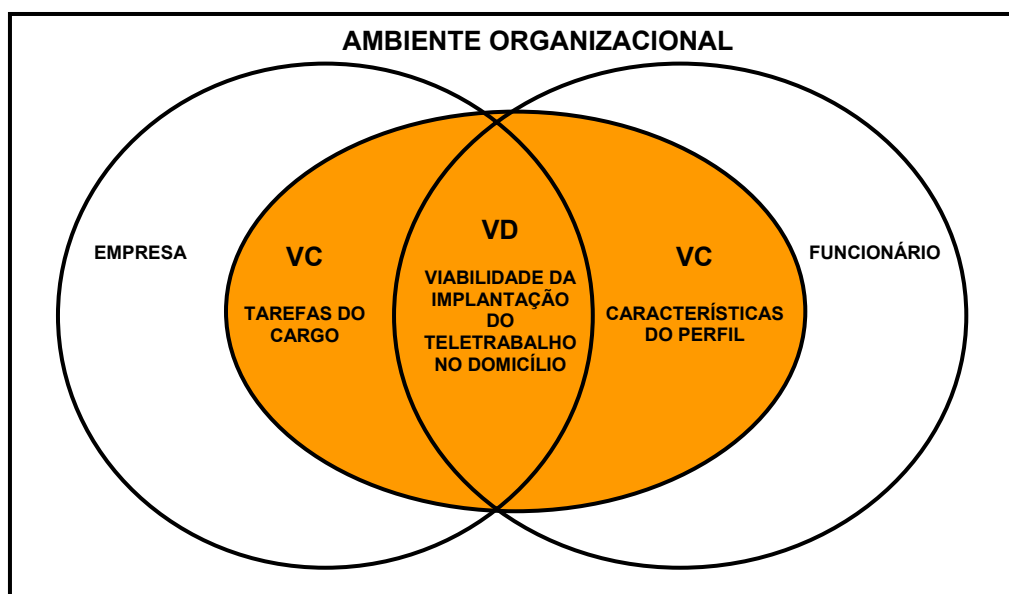 AMBIENTE ORGANIZACIONAL
EMPRESA
VC
TAREFAS DO
CARGO
VD
VIABILIDADE DA
IMPLANTAÇÃO
DO
TELETRABALHO
NO DOMICÍLIO
VC
CARACTERÍSTICAS
DO PERFIL
FUNCIONÁRIO